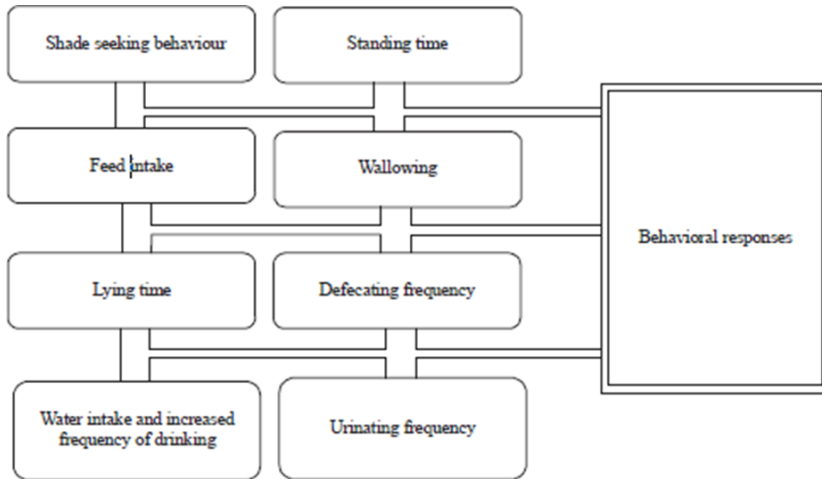 Shade seeking behaviour
Standing time
Feed intake
Wallowing
Behavioral responses
Lying time
Defecating frequency
Water intake and increased
frequency of drinking
Urinating frequency